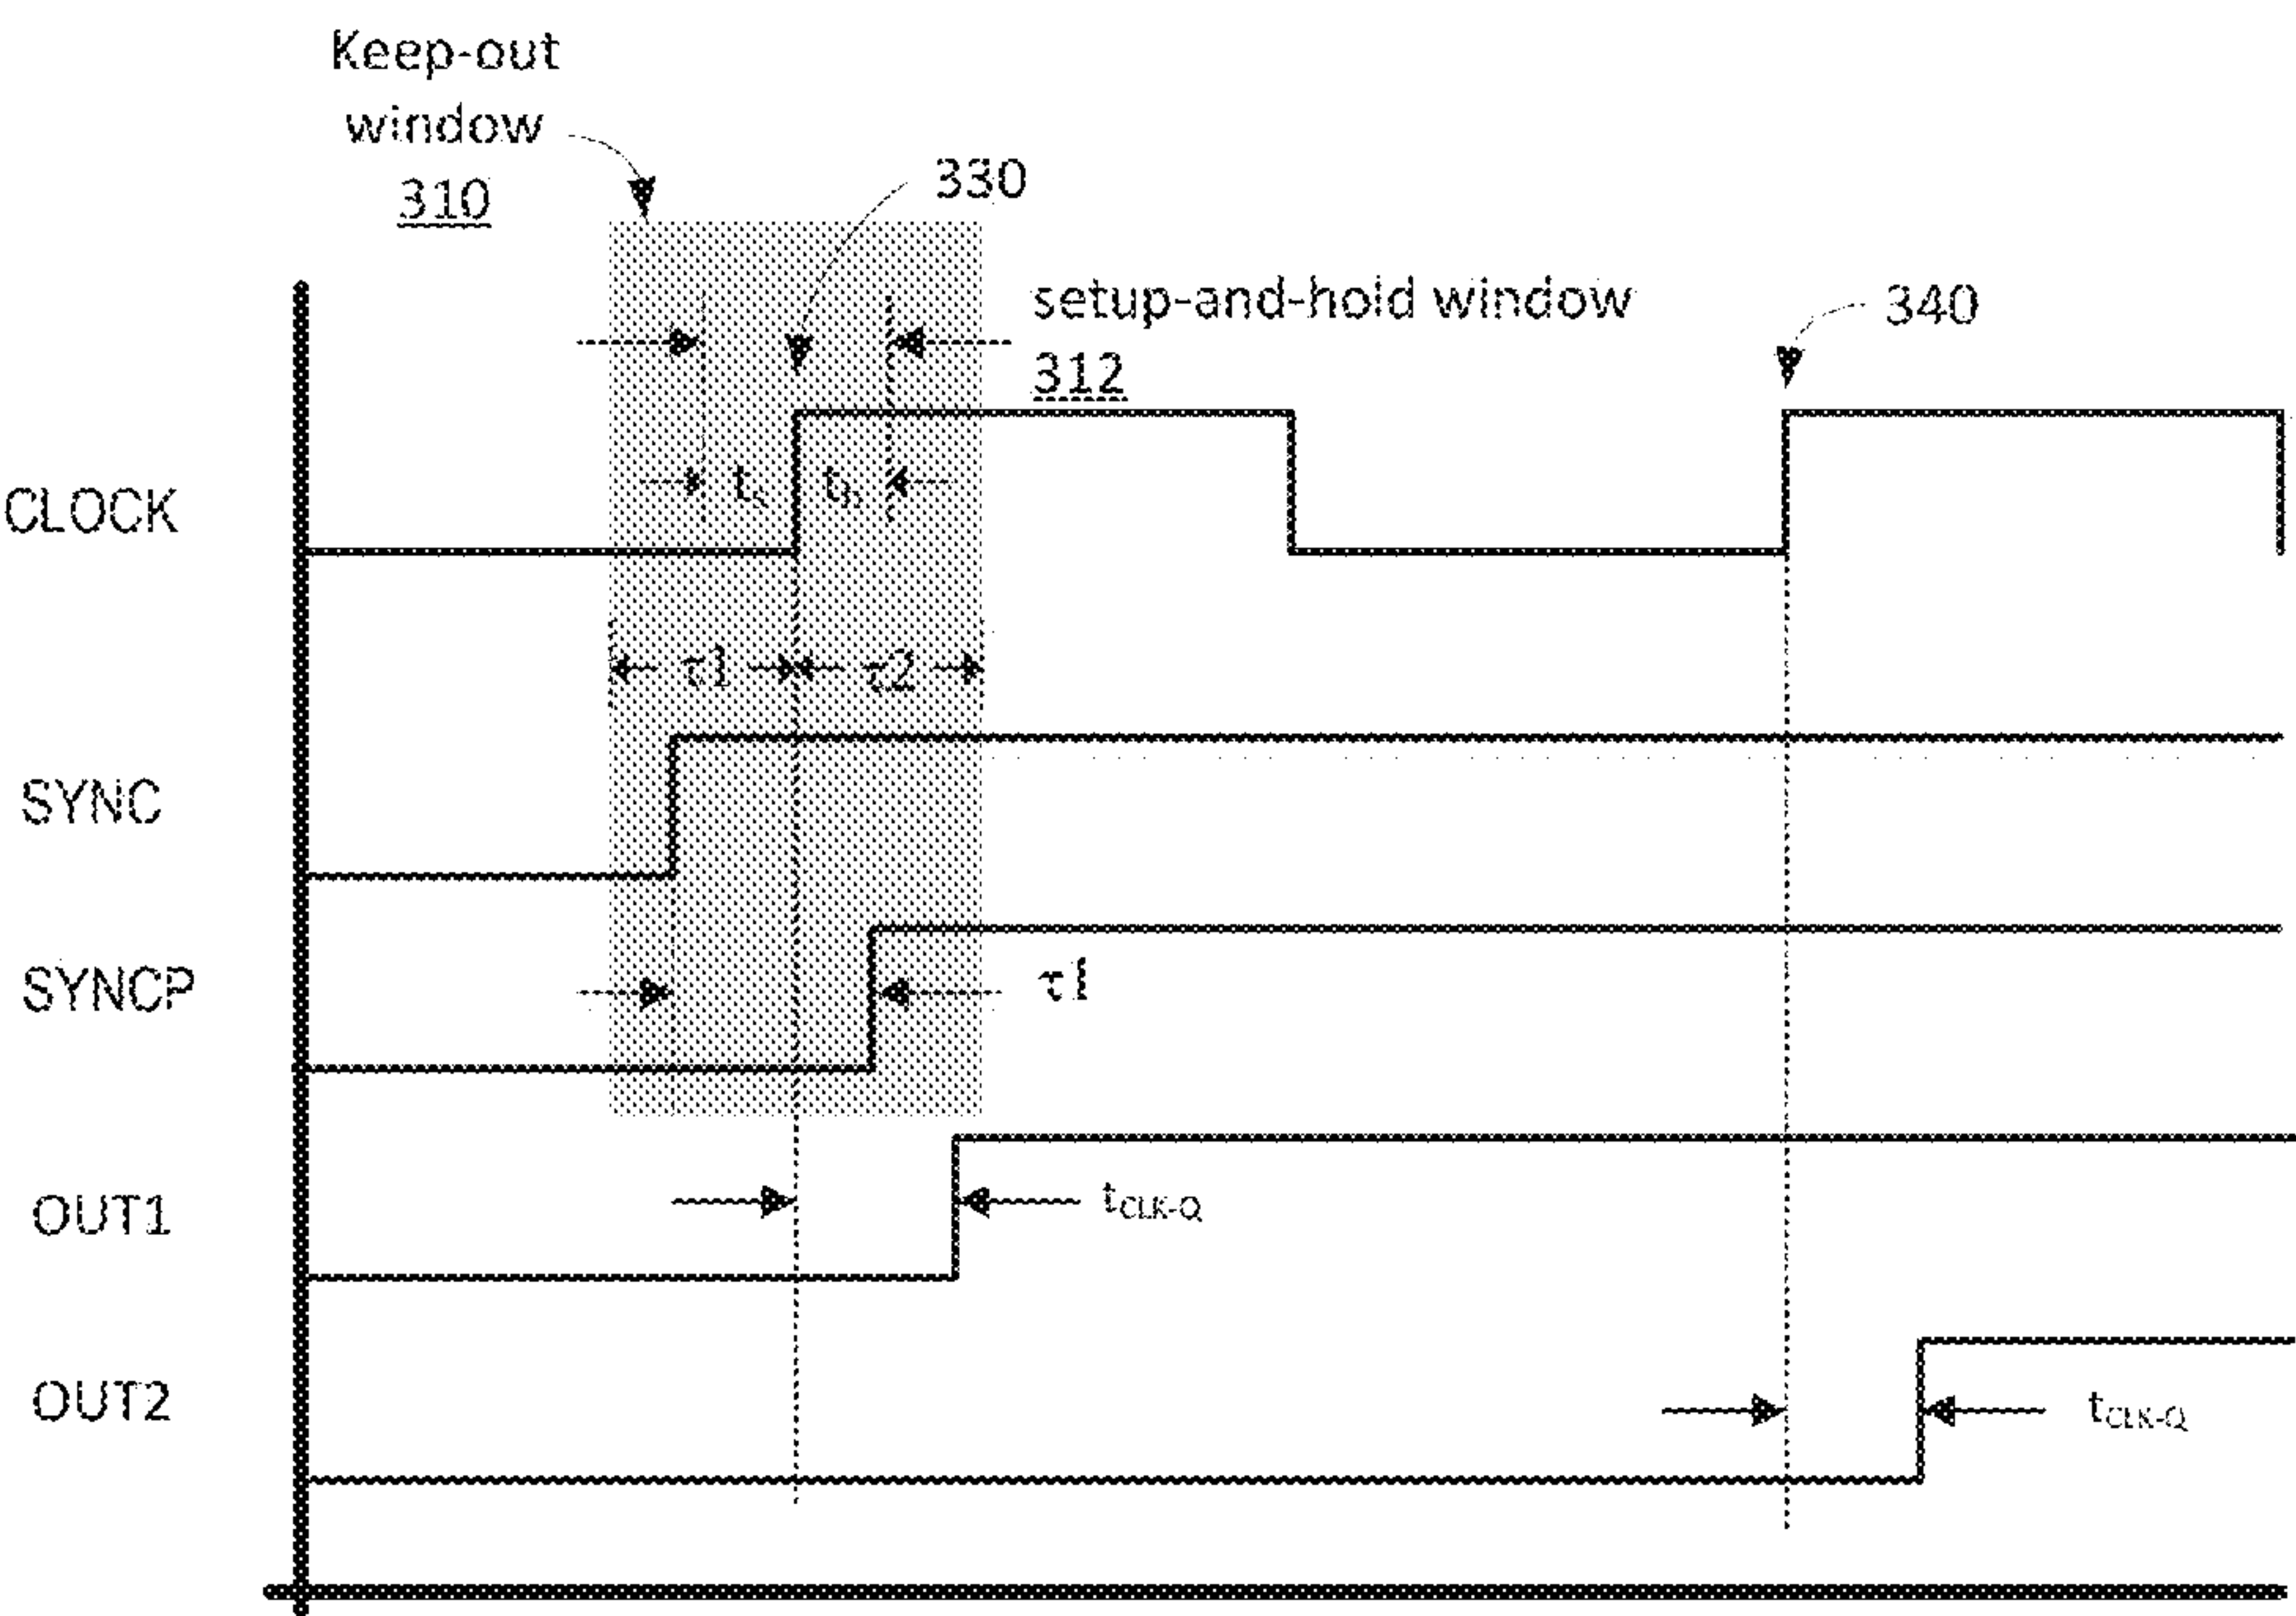 Keep-out
window
310
330
setup-and-hold window
312
340
CLOCK
ts
th
τ1
τ2
SYNC
SYNCP
τ1
OUT1
tCLK-Q
OUT2
tCLK-Q